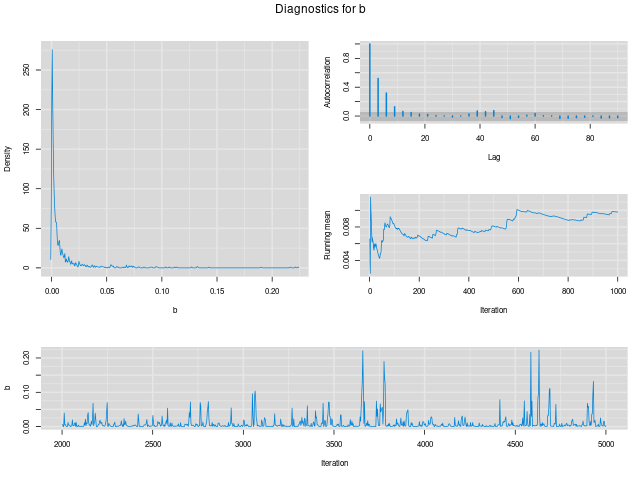 Diagnostics for b
Density
0 50 100 150 200 250
0.00 0.05 0.10 0.15 0.20
b
Autocorrelation
0.0 0.4 0.8
0 20 40 60 80
Lag
Running mean
0.004 0.008
0 200 400 600 800 1000
Iteration
b
0.00 0.10 0.20
2000 2500 3000 3500 4000 4500 5000
Iteration